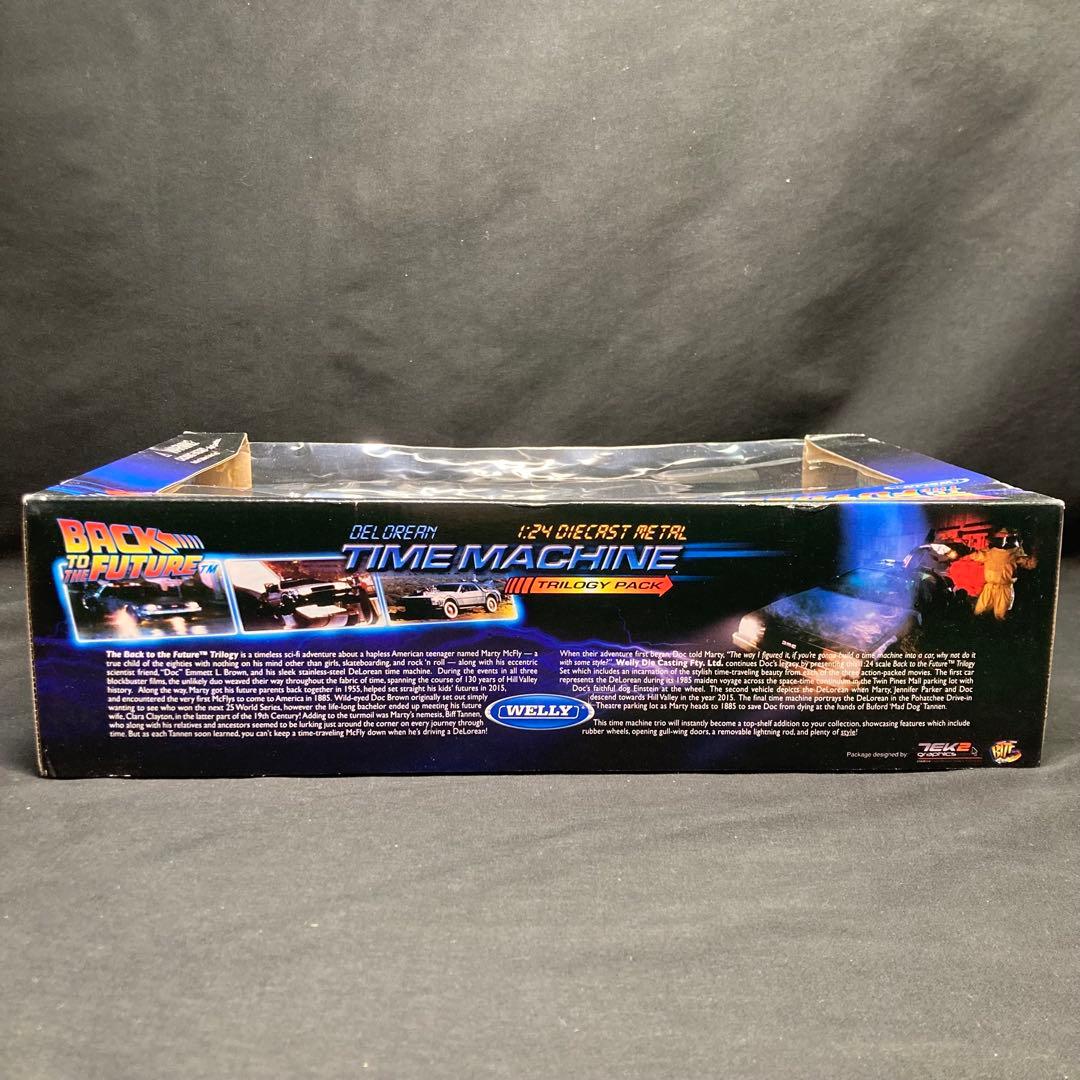 WARNING!
BACK
TO THE FUTURE™
DELOREAN
1:24 DIECAST METAL
TIME MACHINE
TRILOGY PACK
The Back to the Future™ Trilogy is a timeless sci-fi adventure about a hapless American teenager named Marty McFly — a
true child of the eighties with nothing on his mind other than girls, skateboarding, and rock 'n roll — along with his eccentric
scientist friend, "Doc" Emmett L. Brown, and his sleek stainless-steel DeLorean time machine. During the events in all three
blockbuster films, the unlikely duo weaved their way throughout the fabric of time, spanning the course of 130 years of Hill Valley
history. Along the way, Marty got his future parents back together in 1955, helped set straight his kids' futures in 2015,
and encountered the very first McFlys to come to America in 1885. Wild-eyed Doc Brown originally set out simply
wanting to see who won the next 25 World Series, however the life-long bachelor ended up meeting his future
wife, Clara Clayton, in the latter part of the 19th Century! Adding to the turmoil was Marty's nemesis, Biff Tannen,
who along with his relatives and ancestors seemed to be lurking just around the corner on every journey through
time. But as each Tannen soon learned, you can't keep a time-traveling McFly down when he's driving a DeLorean!
WELLY
When their adventure first began, Doc told Marty, "The way I figured it, if you're gonna build a time machine into a car, why not do it
with some style?" Welly Die Casting Fty. Ltd. continues Doc's legacy by presenting this 1:24 scale Back to the Future™ Trilogy
Set which includes an incarnation of the stylish time-traveling beauty from each of the three action-packed movies. The first car
represents the DeLorean during its 1985 maiden voyage across the space-time continuum in the Twin Pines Mall parking lot with
Doc's faithful dog Einstein at the wheel. The second vehicle depicts the DeLorean when Marty, Jennifer Parker and Doc
descend towards Hill Valley in the year 2015. The final time machine portrays the DeLorean in the Pohatchee Drive-in
Theatre parking lot as Marty heads to 1885 to save Doc from dying at the hands of Buford 'Mad Dog' Tannen.
This time machine trio will instantly become a top-shelf addition to your collection, showcasing features which include
rubber wheels, opening gull-wing doors, a removable lightning rod, and plenty of style!
Package designed by:
TEK2
graphics
BTTF